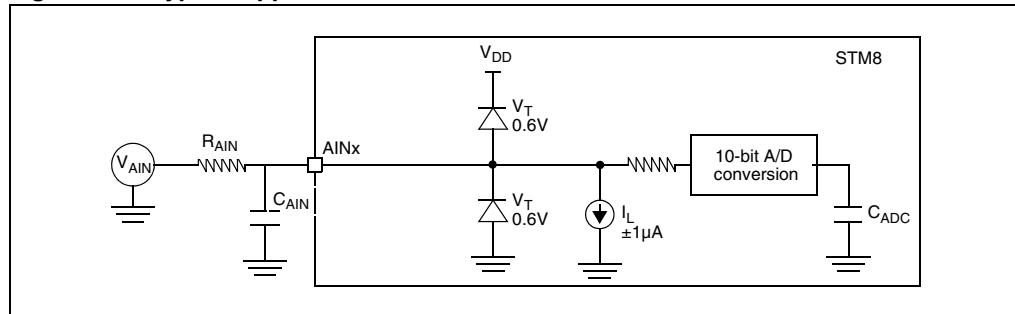 STM8
V_DD
V_T
0.6V
R_AIN
AINx
V_AIN
10-bit A/D
conversion
C_AIN
V_T
0.6V
I_L
±1µA
C_ADC